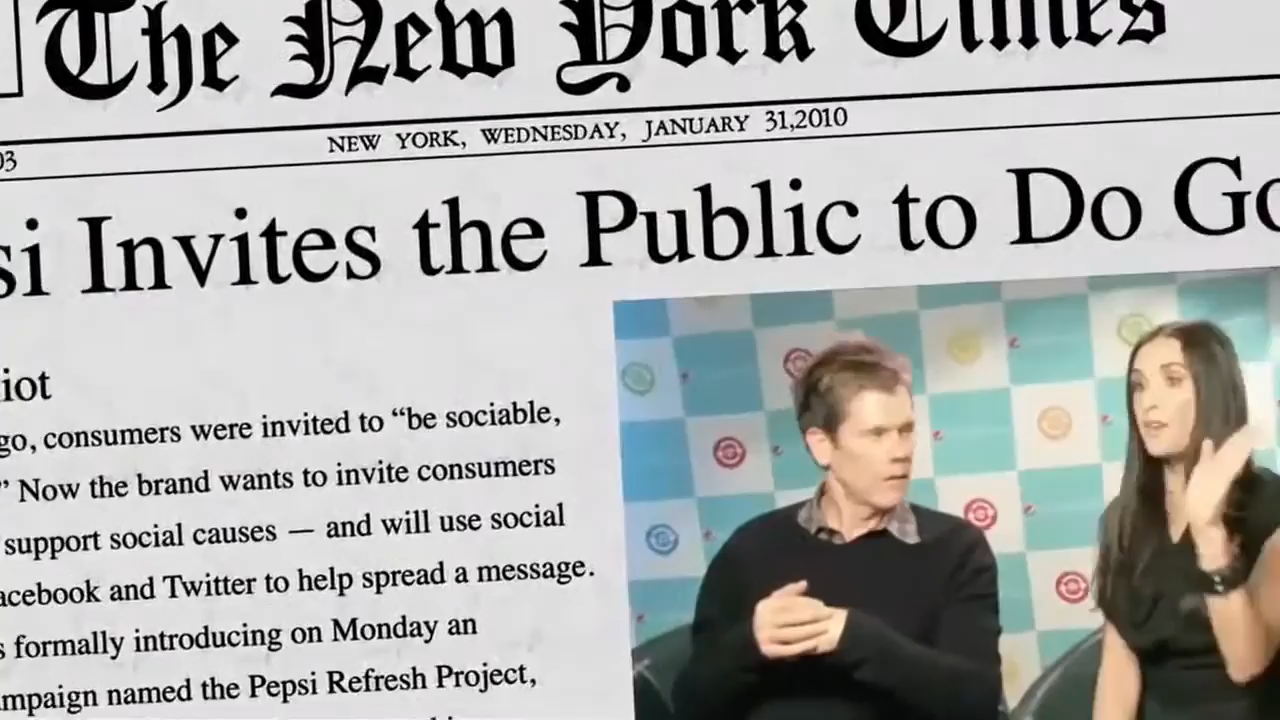 The New York Times
NEW YORK, WEDNESDAY, JANUARY 31,2010
03
si Invites the Public to Do Go
iot
go, consumers were invited to “be sociable,
” Now the brand wants to invite consumers
support social causes — and will use social
acebook and Twitter to help spread a message.
s formally introducing on Monday an
mpaign named the Pepsi Refresh Project,